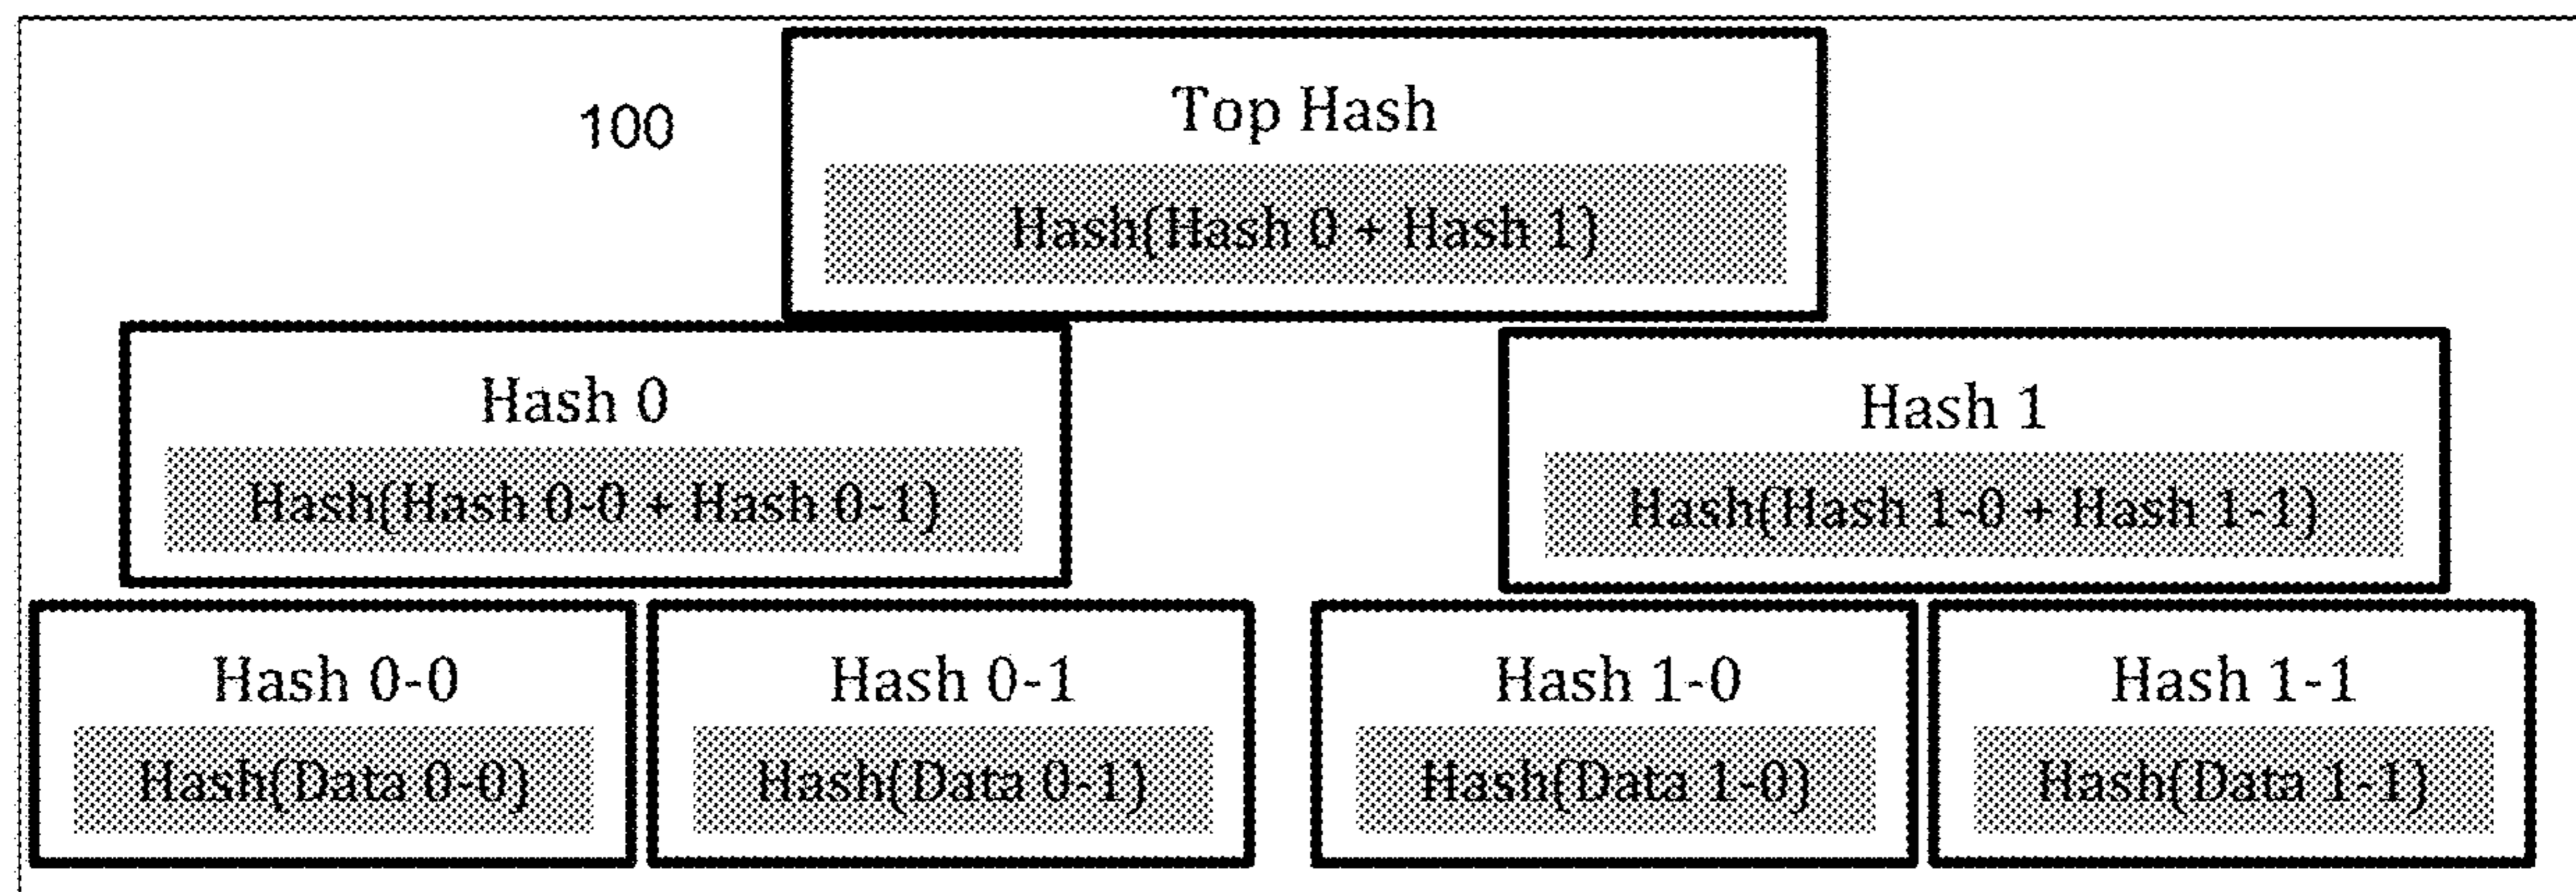 100
Top Hash
Hash(Hash 0 + Hash 1)
Hash 0
Hash(Hash 0-0 + Hash 0-1)
Hash 1
Hash(Hash 1-0 + Hash 1-1)
Hash 0-0
Hash(Data 0-0)
Hash 0-1
Hash(Data 0-1)
Hash 1-0
Hash(Data 1-0)
Hash 1-1
Hash(Data 1-1)